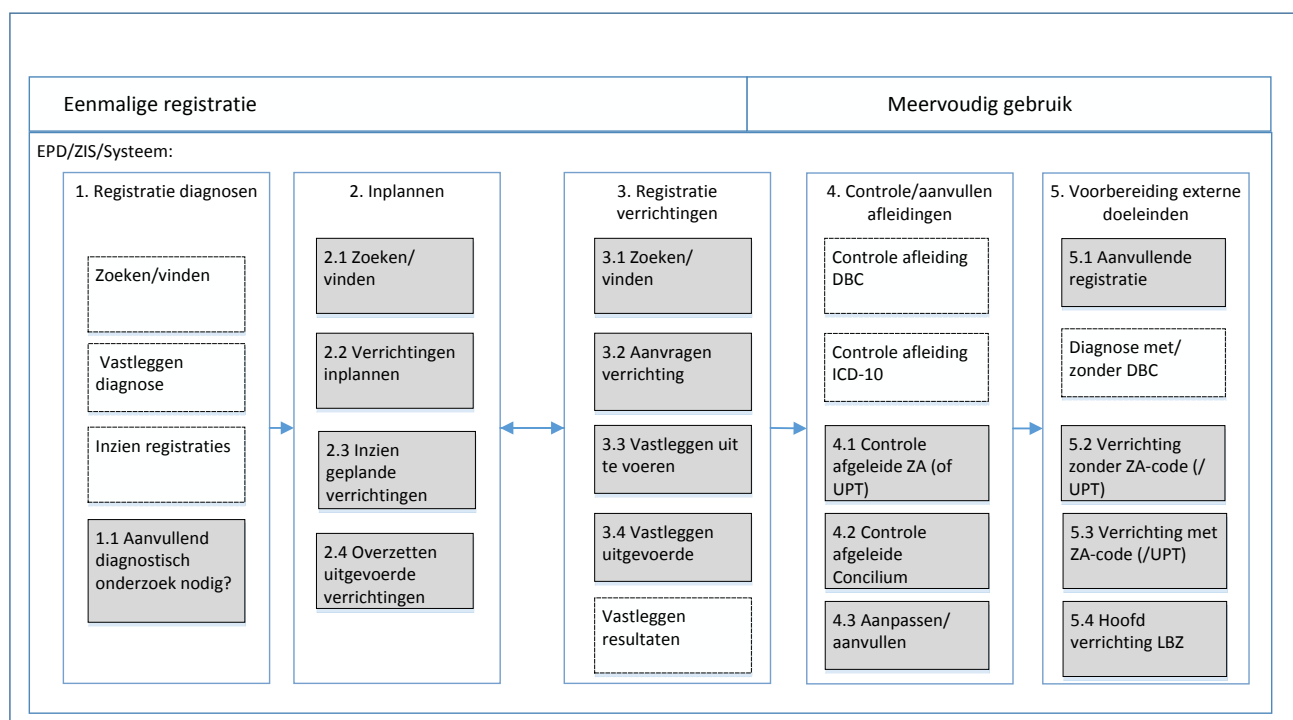 Eenmalige registratie
Meervoudig gebruik
EPD/ZIS/Systeem:
1. Registratie diagnosen
Zoeken/vinden
Vastleggen
diagnose
Inzien registraties
1.1 Aanvullend
diagnostisch
onderzoek nodig?
2. Inplannen
2.1 Zoeken/
vinden
2.2 Verrichtingen
inplannen
2.3 Inzien
geplande
verrichtingen
2.4 Overzetten
uitgevoerde
verrichtingen
3. Registratie
verrichtingen
3.1 Zoeken/
vinden
3.2 Aanvragen
verrichting
3.3 Vastleggen uit
te voeren
3.4 Vastleggen
uitgevoerde
Vastleggen
resultaten
4. Controle/aanvullen
afleidingen
Controle afleiding
DBC
Controle afleiding
ICD-10
4.1 Controle
afgeleide ZA (of
UPT)
4.2 Controle
afgeleide
Concilium
4.3 Aanpassen/
aanvullen
5. Voorbereiding externe
doeleinden
5.1 Aanvullende
registratie
Diagnose met/
zonder DBC
5.2 Verrichting
zonder ZA-code (/
UPT)
5.3 Verrichting met
ZA-code (/UPT)
5.4 Hoofd
verrichting LBZ